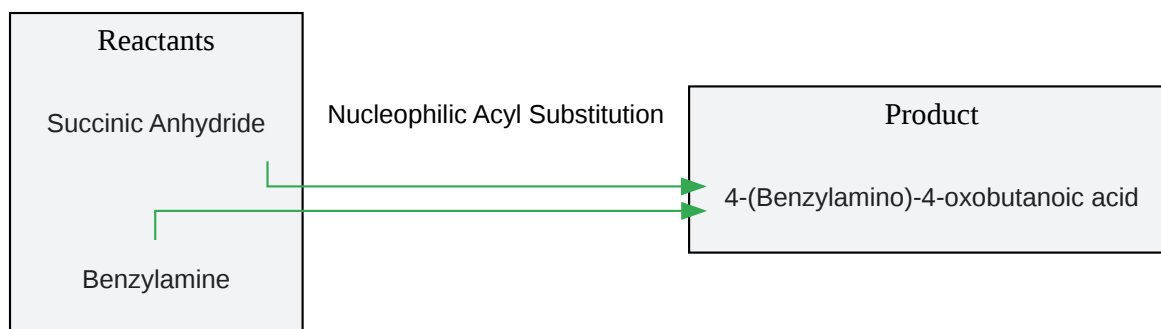 Reactants
Succinic Anhydride
Benzylamine
Nucleophilic Acyl Substitution
Product
4-(Benzylamino)-4-oxobutanoic acid